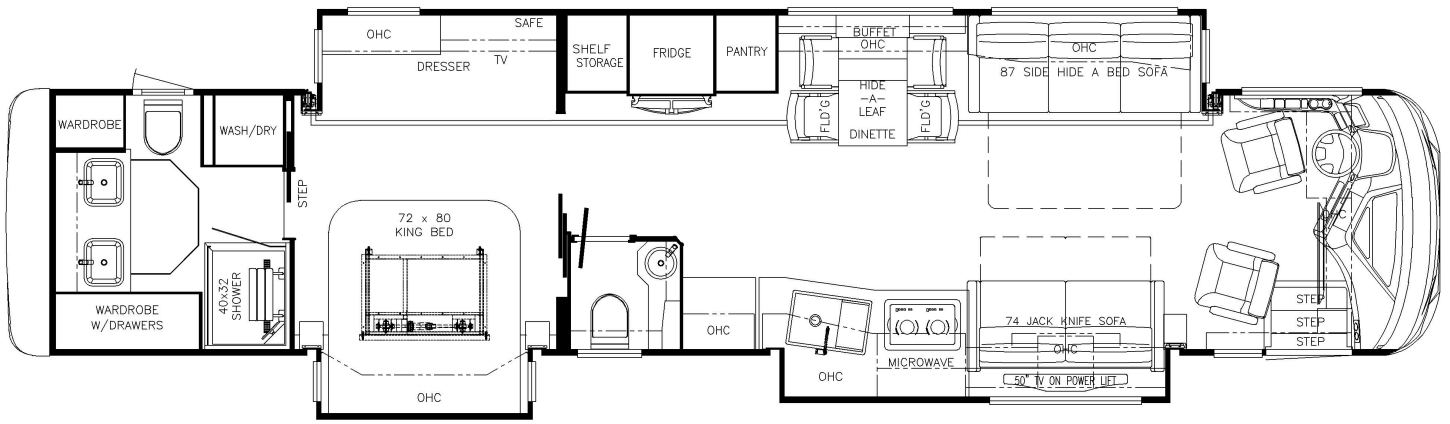 OHC
SAFE
TV
DRESSER
SHELF
STORAGE
FRIDGE
PANTRY
BUFFET
OHC
HIDE
-A-
LEAF
DINETTE
FLD'G
FLD'G
OHC
87 SIDE HIDE A BED SOFA
WARDROBE
WASH/DRY
STEP
72 x 80
KING BED
OHC
WARDROBE
W/DRAWERS
40x32
SHOWER
OHC
OHC
OHC
MICROWAVE
74 JACK KNIFE SOFA
OHC
50" TV ON POWER LIFT
STEP
STEP
STEP